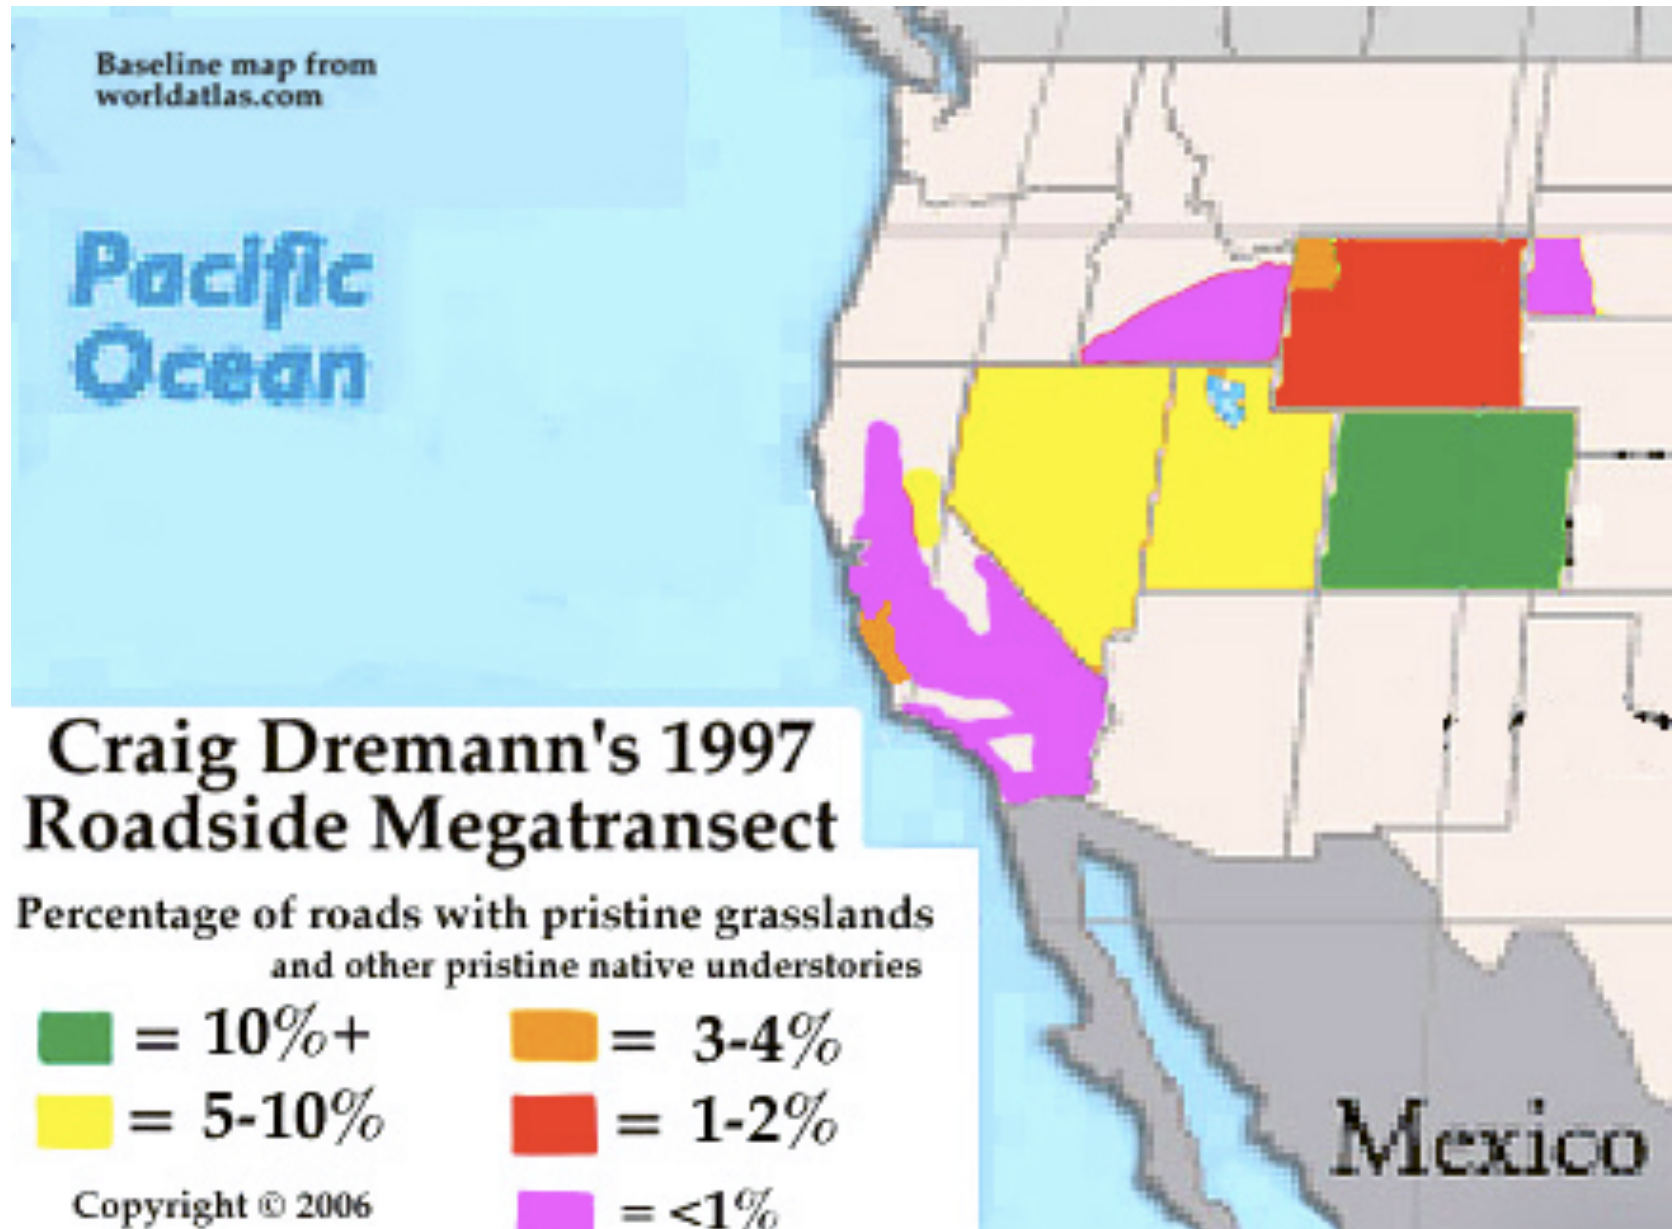 Baseline map from
worldatlas.com
Pacific
Ocean
Craig Dremann's 1997
Roadside Megatransect
Percentage of roads with pristine grasslands
and other pristine native understories
= 10%+
= 3-4%
= 5-10%
= 1-2%
Copyright © 2006
= <1%
Mexico